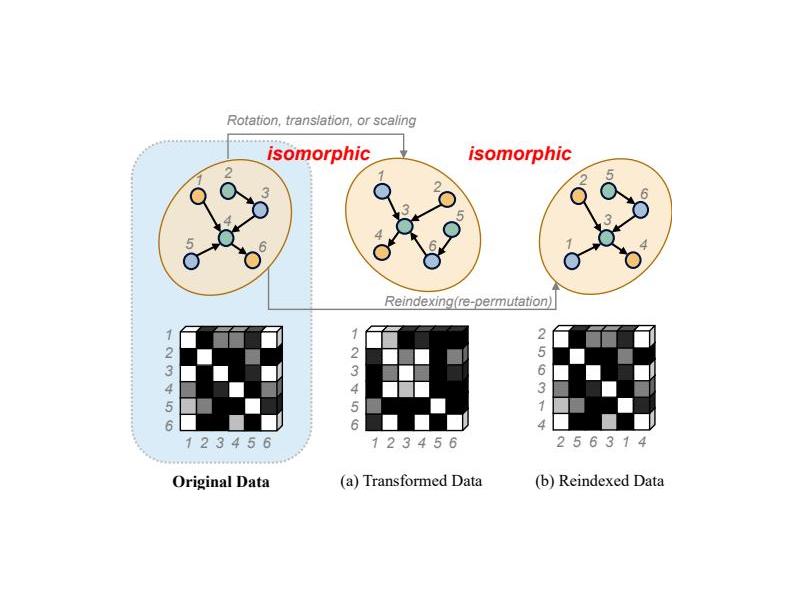 Rotation, translation, or scaling
isomorphic isomorphic
1 2 3 4 5 6
1 2 3 4 5 6
2 5 6 3 1 4
Reindexing(re-permutation)
1
2
3
4
5
6
1 2 3 4 5 6
1
2
3
4
5
6
1 2 3 4 5 6
2
5
6
3
1
4
2 5 6 3 1 4
Original Data
(a) Transformed Data
(b) Reindexed Data